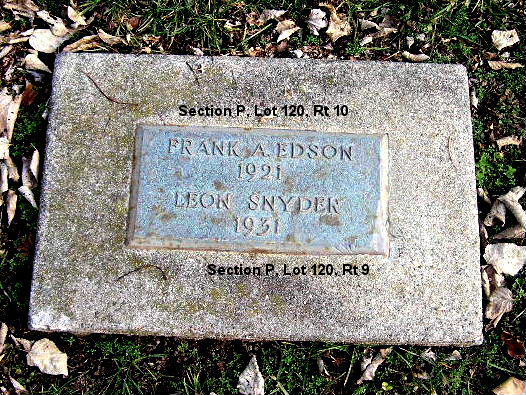 Section P, Lot 120, Rt 10
FRANK A. EDSON
1921
LEON SNYDER
1931
Section P, Lot 120, Rt 9